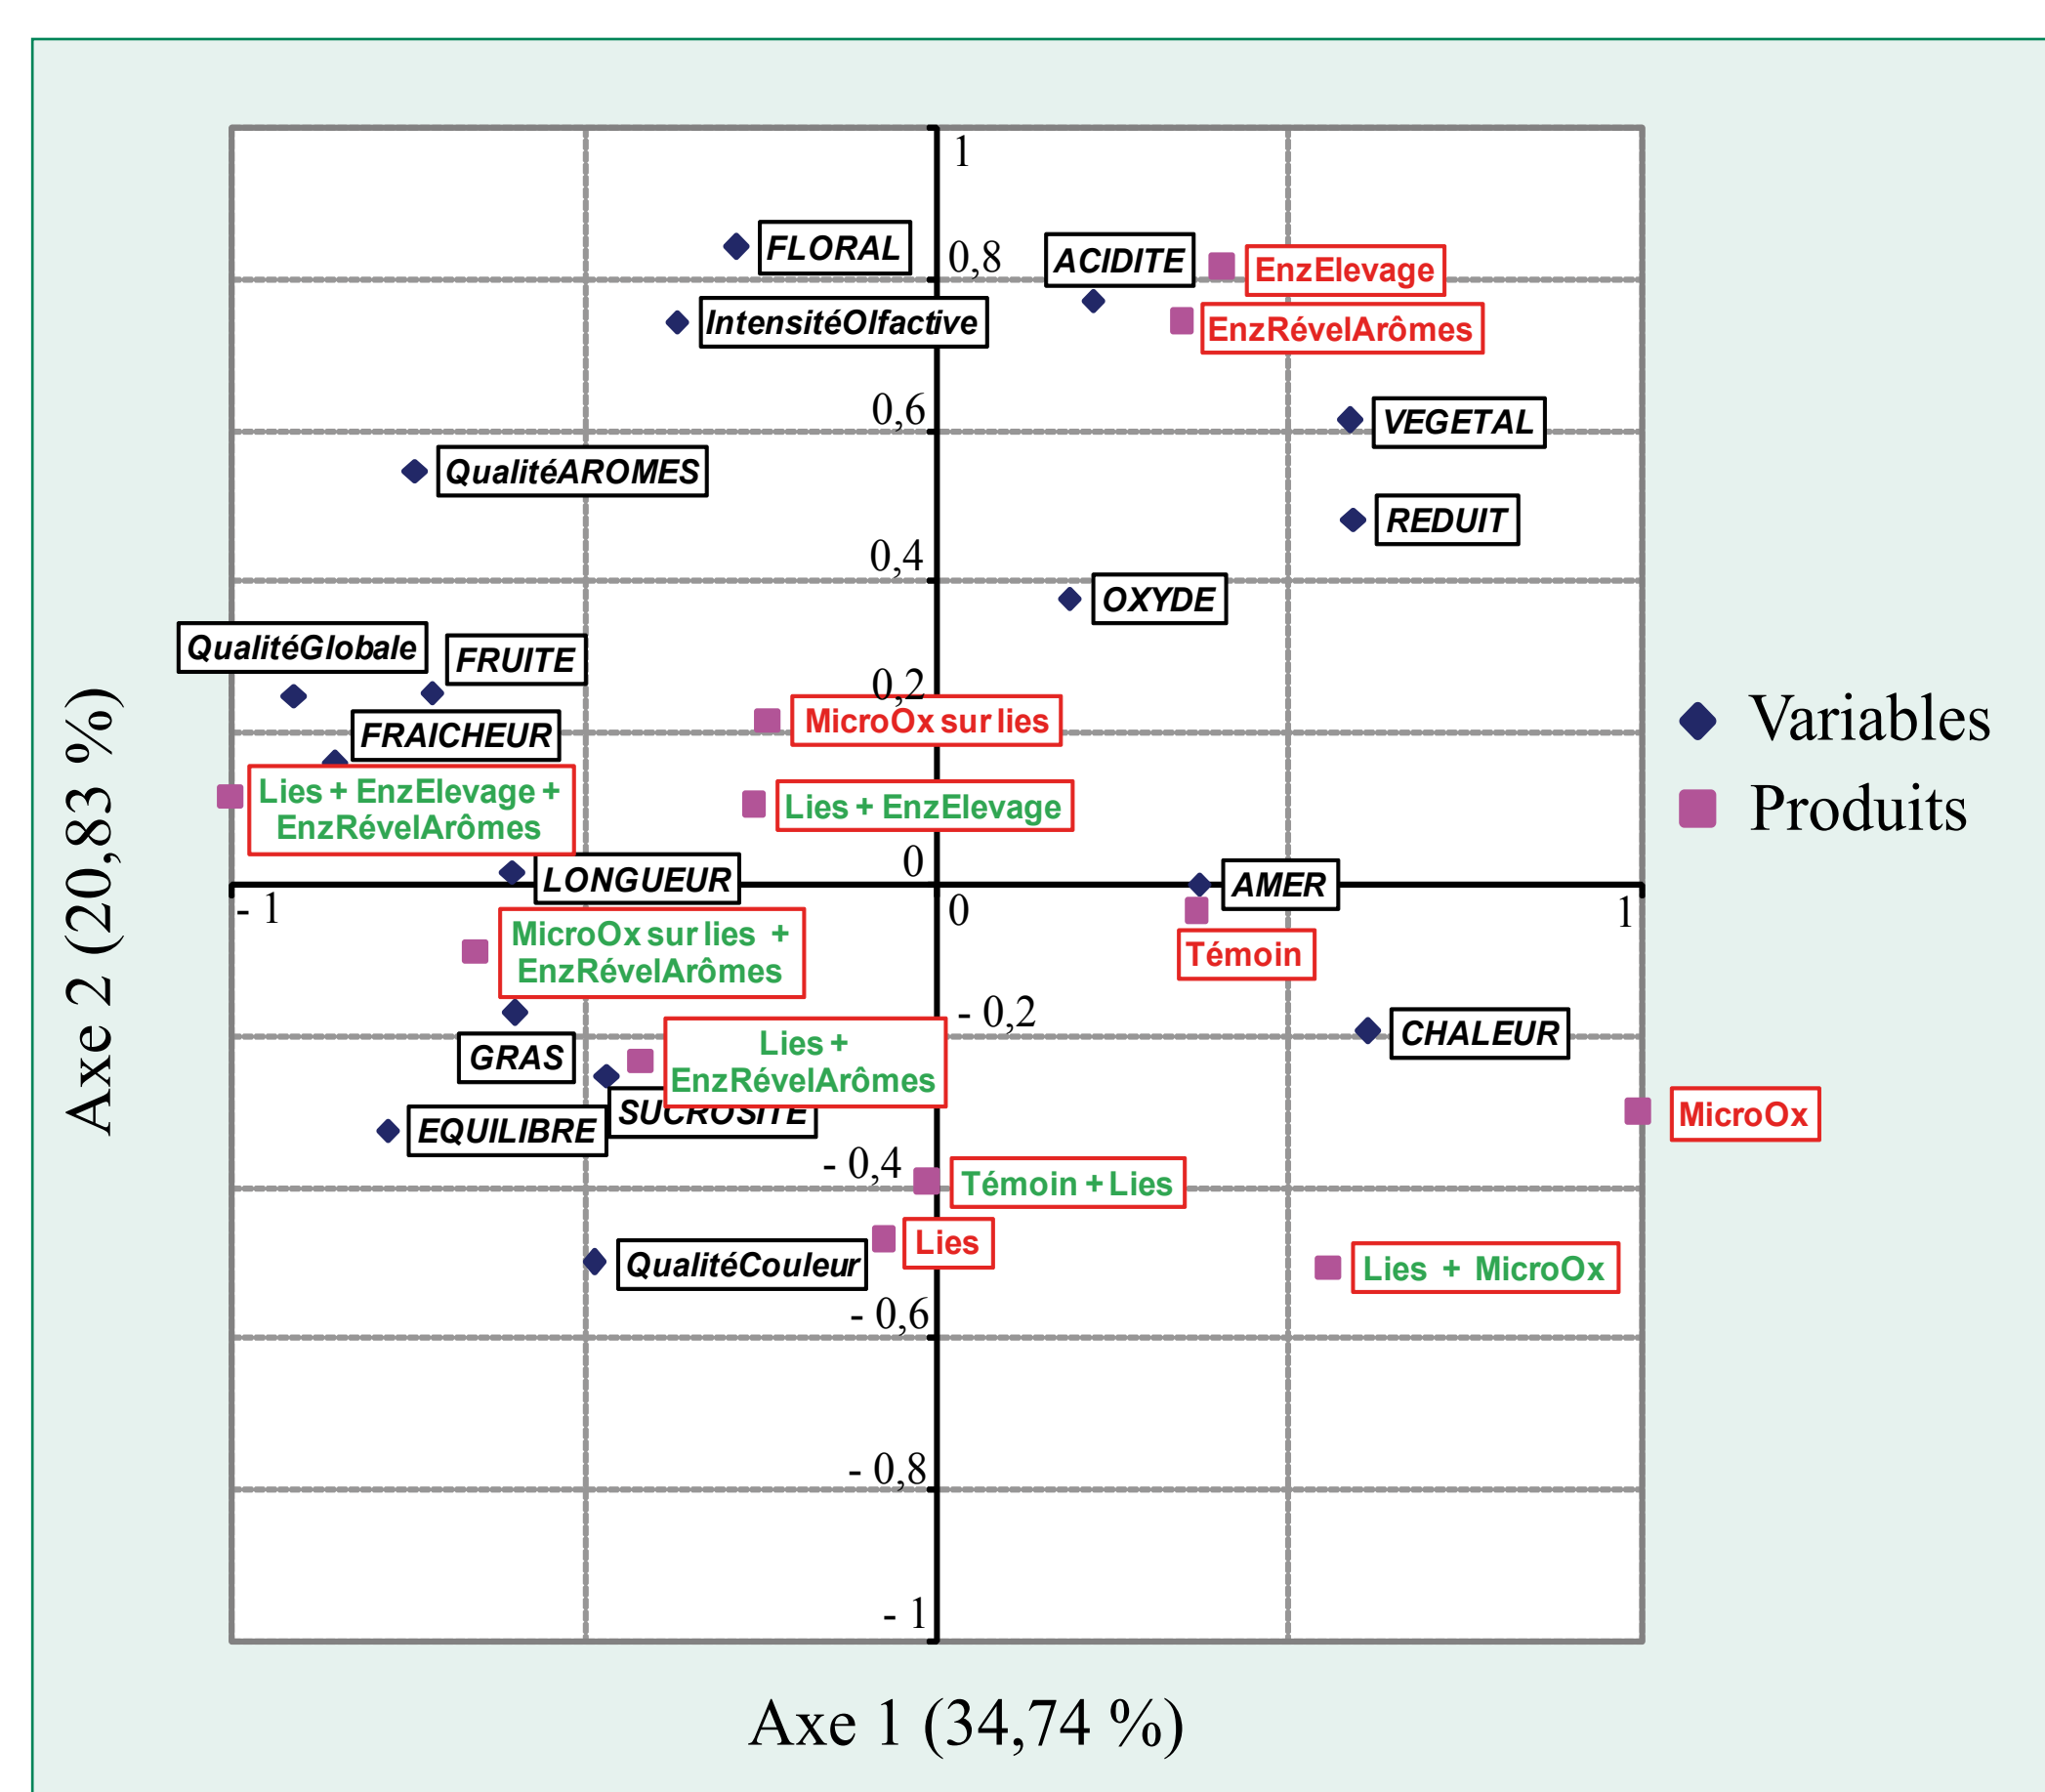 1
FLORAL
ACIDITE
0,8
EnzElevage
IntensitéOlfactive
EnzRévelArômes
0,6
VEGETAL
QualitéAROMES
REDUIT
0,4
OXYDE
QualitéGlobale
FRUITE
0,2
MicroOx sur lies
FRAICHEUR
Variables
Lies + EnzElevage +
EnzRévelArômes
Lies + EnzElevage
Produits
0
LONGUEUR
AMER
- 1
0
1
MicroOx sur lies +
EnzRévelArômes
Témoin
- 0,2
CHALEUR
GRAS
Lies +
EnzRévelArômes
SUCROSITE
EQUILIBRE
MicroOx
- 0,4
Témoin + Lies
Lies
QualitéCouleur
Lies + MicroOx
- 0,6
- 0,8
- 1
Axe 2 (20,83 %)
Axe 1 (34,74 %)